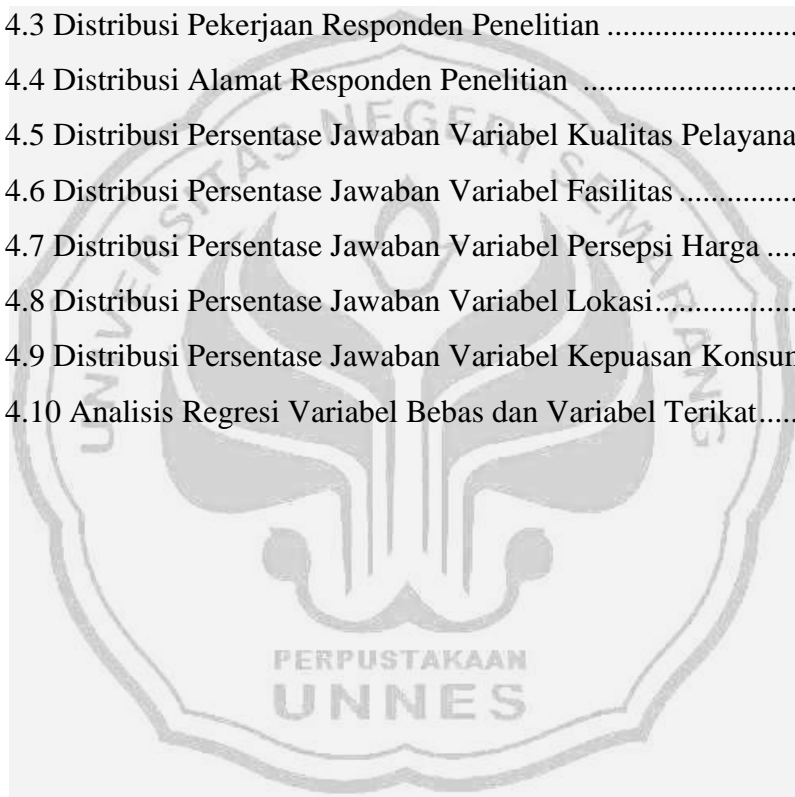 4.3 Distribusi Pekerjaan Responden Penelitian ........................
4.4 Distribusi Alamat Responden Penelitian ...........................
4.5 Distribusi Persentase Jawaban Variabel Kualitas Pelayana
4.6 Distribusi Persentase Jawaban Variabel Fasilitas ...............
4.7 Distribusi Persentase Jawaban Variabel Persepsi Harga ....
4.8 Distribusi Persentase Jawaban Variabel Lokasi..................
4.9 Distribusi Persentase Jawaban Variabel Kepuasan Konsum
4.10 Analisis Regresi Variabel Bebas dan Variabel Terikat.....
UNIVERSITAS NEGERI SEMARANG
PERPUSTAKAAN
UNNES